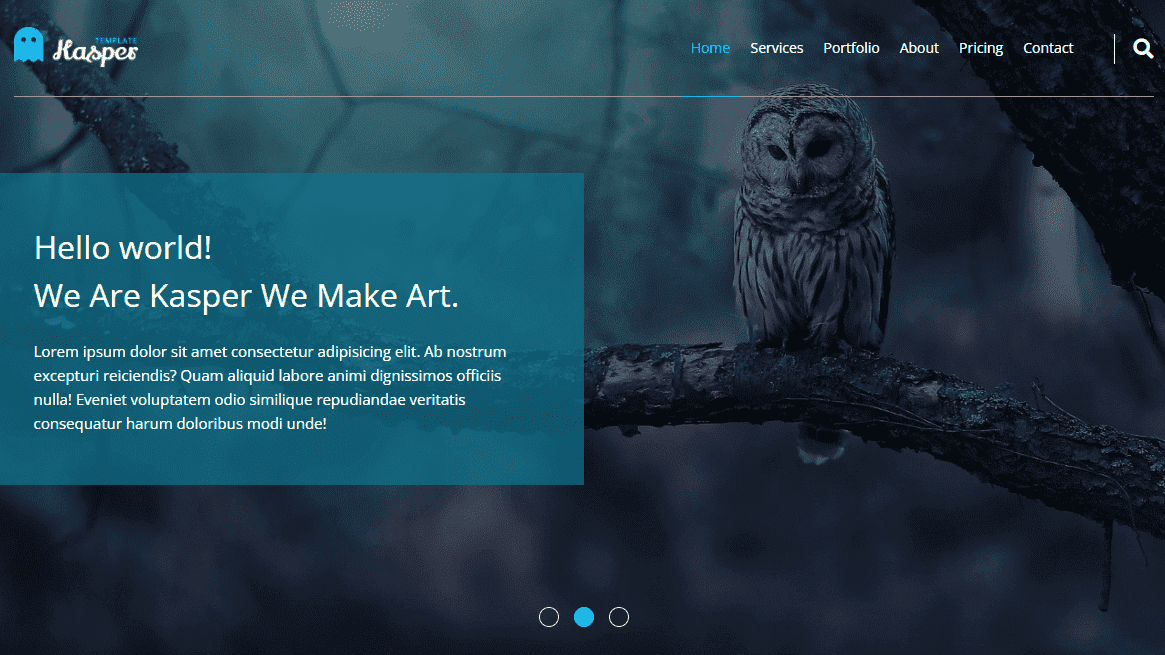 TEMPLATE
Kasper
Home Services Portfolio About Pricing Contact
Hello world!
We Are Kasper We Make Art.
Lorem ipsum dolor sit amet consectetur adipisicing elit. Ab nostrum
excepturi reiciendis? Quam aliquid labore animi dignissimos officiis
nulla! Eveniet voluptatem odio similique repudiandae veritatis
consequatur harum doloribus modi unde!